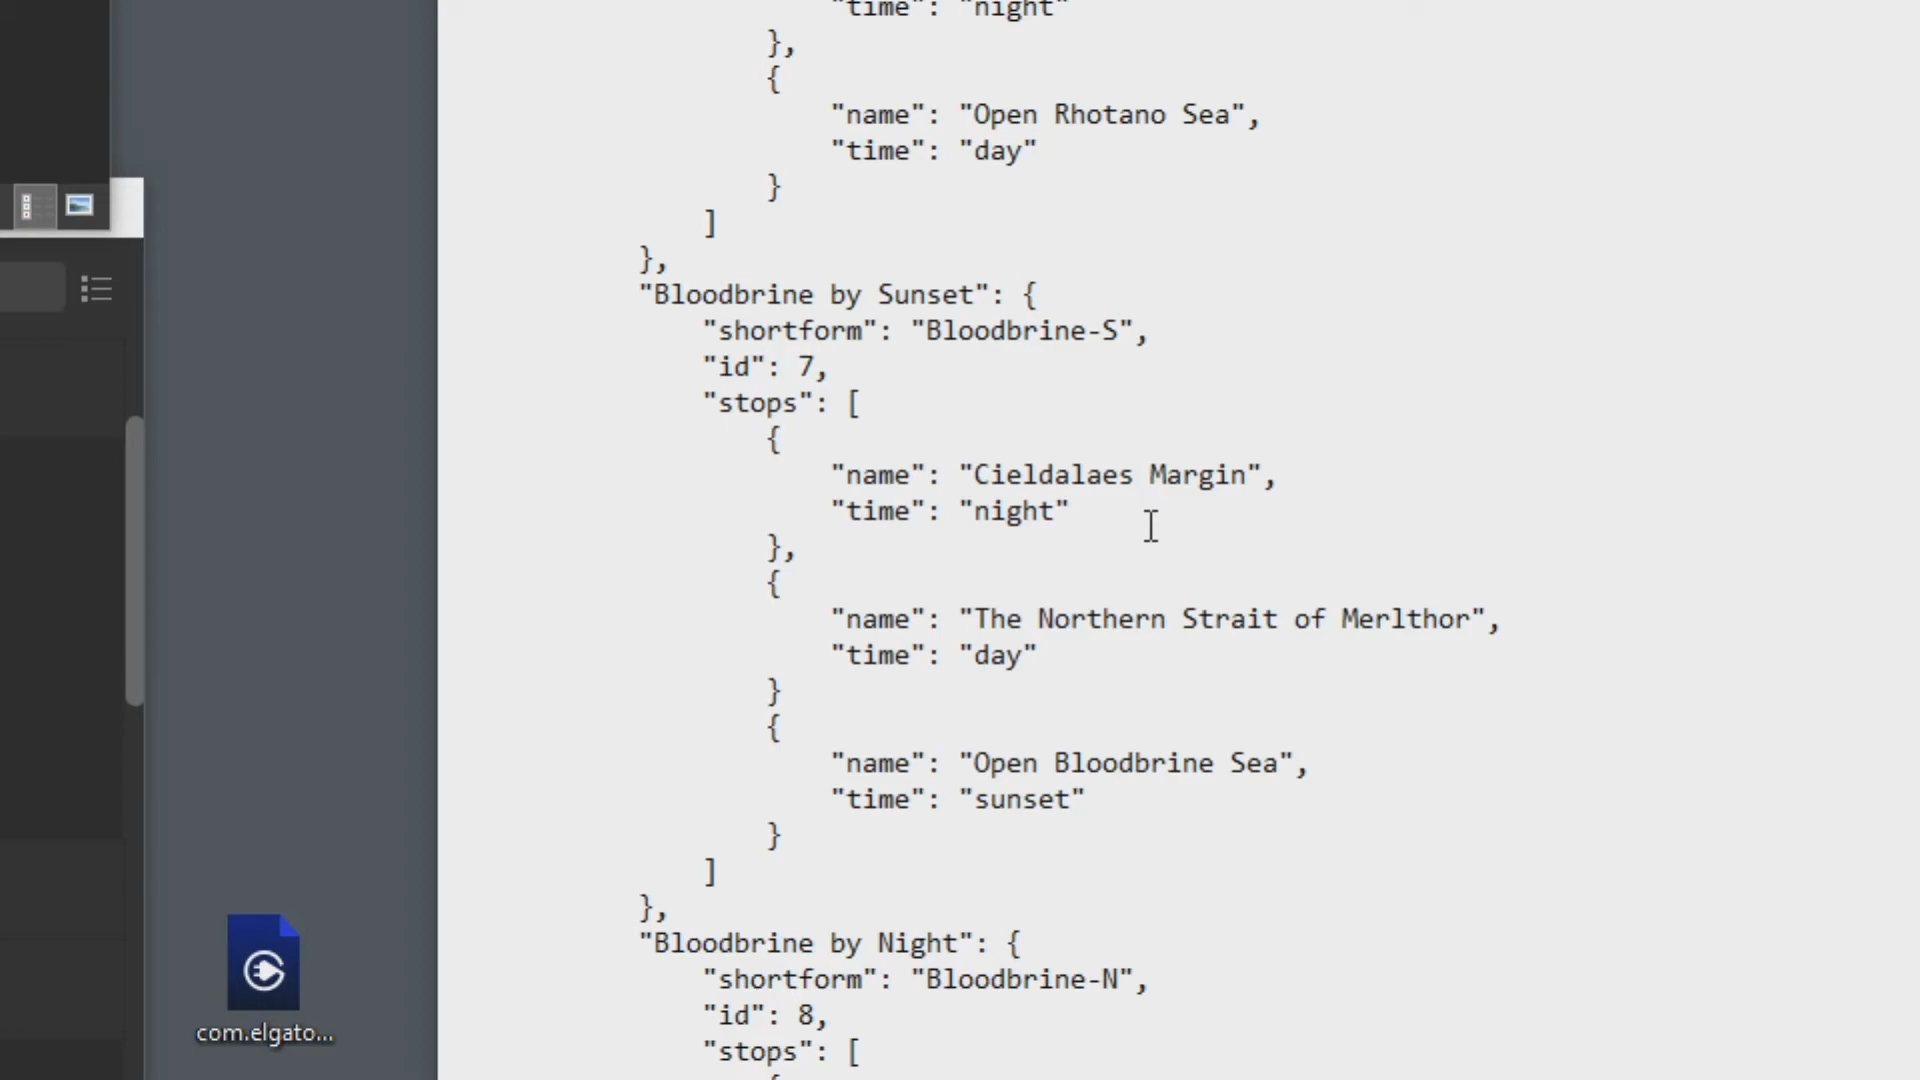 "time": "night"
},
{
"name": "Open Rhotano Sea",
"time": "day"
}
]
},
"Bloodbrine by Sunset": {
"shortform": "Bloodbrine-S",
"id": 7,
"stops": [
{
"name": "Cieldalaes Margin",
"time": "night"
},
{
"name": "The Northern Strait of Merlthor",
"time": "day"
}
{
"name": "Open Bloodbrine Sea",
"time": "sunset"
}
]
},
"Bloodbrine by Night": {
"shortform": "Bloodbrine-N",
"id": 8,
"stops": [
{
com.elgato...